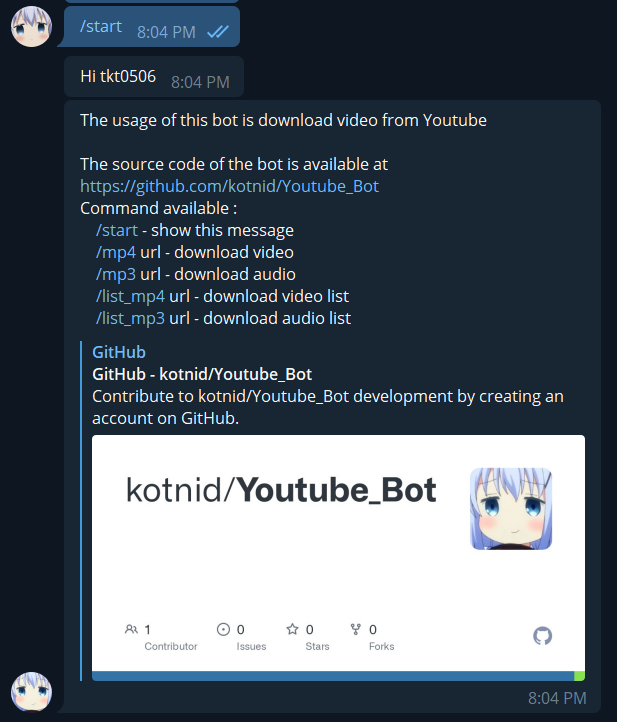 /start 8:04 PM
Hi tkt0506 8:04 PM
The usage of this bot is download video from Youtube
The source code of the bot is available at
https://github.com/kotnid/Youtube_Bot
Command available :
/start - show this message
/mp4 url - download video
/mp3 url - download audio
/list_mp4 url - download video list
/list_mp3 url - download audio list
GitHub
GitHub - kotnid/Youtube_Bot
Contribute to kotnid/Youtube_Bot development by creating an
account on GitHub.
kotnid/Youtube_Bot
1 0 0 0
Contributor Issues Stars Forks
8:04 PM